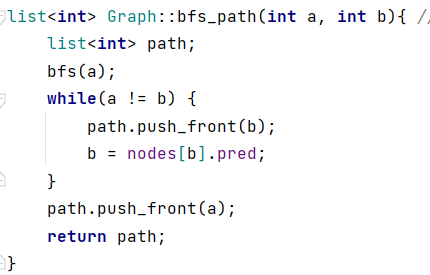 list<int> Graph::bfs_path(int a, int b){ //
    list<int> path;
    bfs(a);
    while(a != b) {
        path.push_front(b);
        b = nodes[b].pred;
    }
    path.push_front(a);
    return path;
}